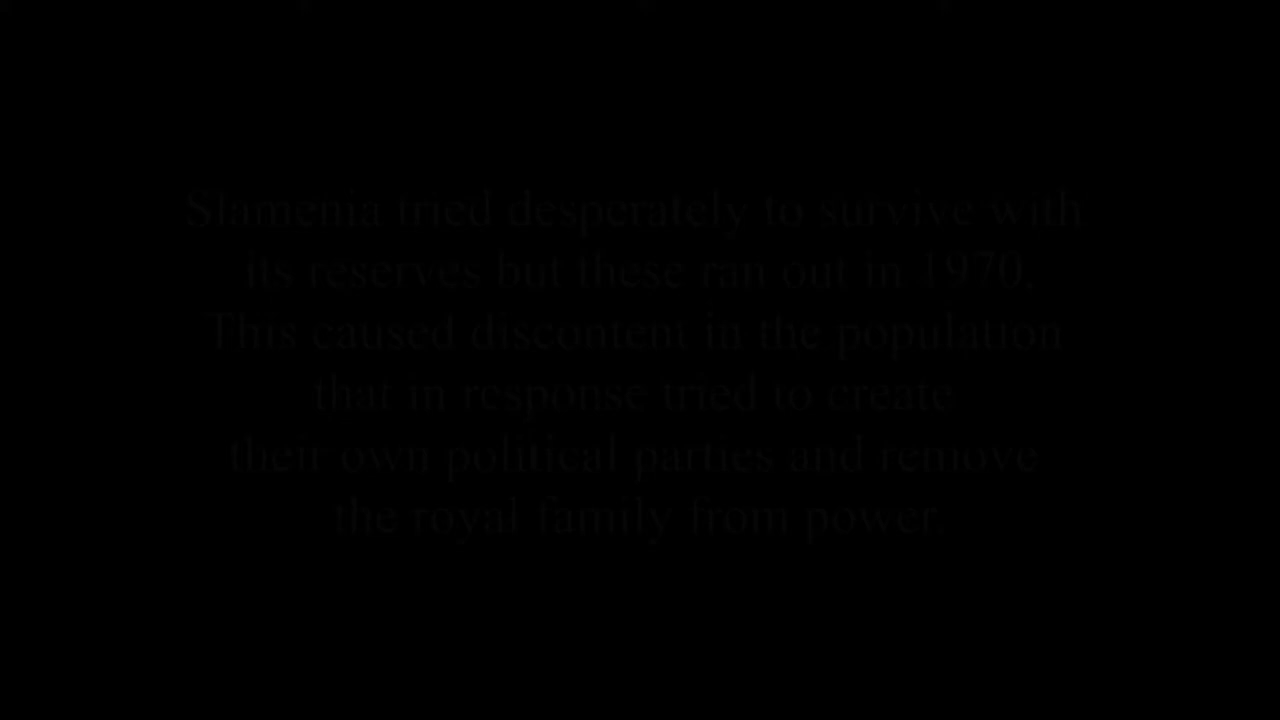 Slamenia tried desperately to survive with
its reserves but these ran out in 1970.
This caused discontent in the population
that in response tried to create
their own political parties and remove
the royal family from power.